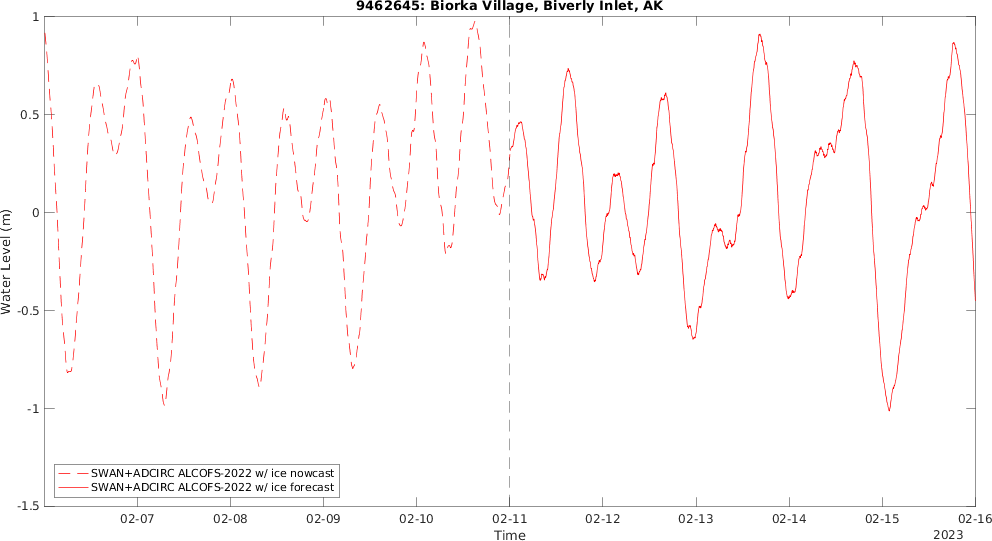 9462645: Biorka Village, Biverly Inlet, AK
Water Level (m)
1
0.5
0
-0.5
-1
-1.5
SWAN+ADCIRC ALCOFS-2022 w/ ice nowcast
SWAN+ADCIRC ALCOFS-2022 w/ ice forecast
02-07 02-08 02-09 02-10 02-11 02-12 02-13 02-14 02-15 02-16
Time
2023